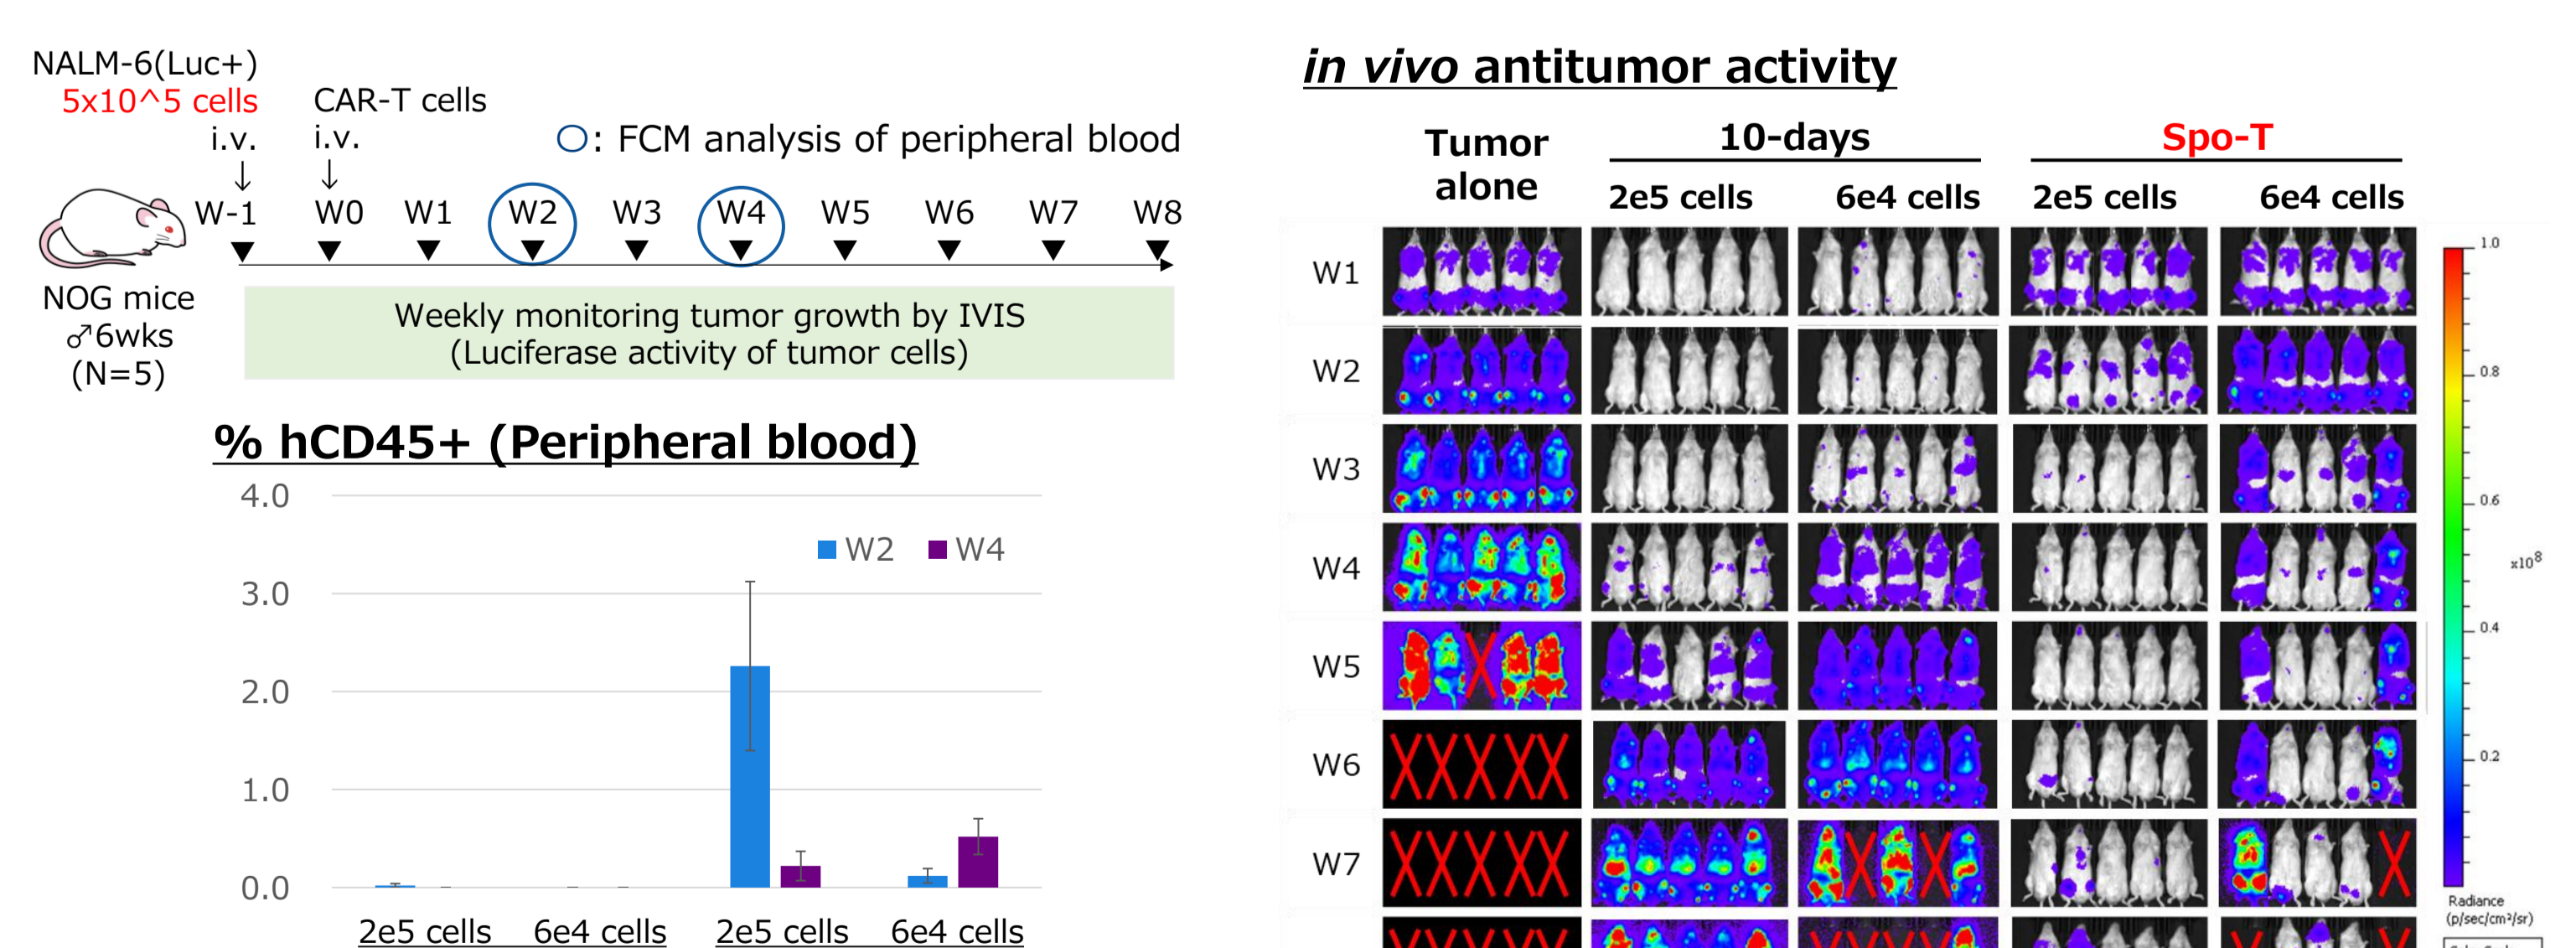 NALM-6(Luc+)
5x10^5 cells
i.v.
CAR-T cells
i.v.
○: FCM analysis of peripheral blood
W-1 W0 W1 W2 W3 W4 W5 W6 W7 W8
NOG mice
♂6wks
(N=5)
Weekly monitoring tumor growth by IVIS
(Luciferase activity of tumor cells)
% hCD45+ (Peripheral blood)
4.0
3.0
2.0
1.0
0.0
W2 W4
2e5 cells 6e4 cells 2e5 cells 6e4 cells
in vivo antitumor activity
Tumor
alone
10-days
Spo-T
2e5 cells 6e4 cells 2e5 cells 6e4 cells
W1
W2
W3
W4
W5
W6
W7
1.0
0.8
0.6
x10⁸
0.4
0.2
Radiance
(p/sec/cm²/sr)